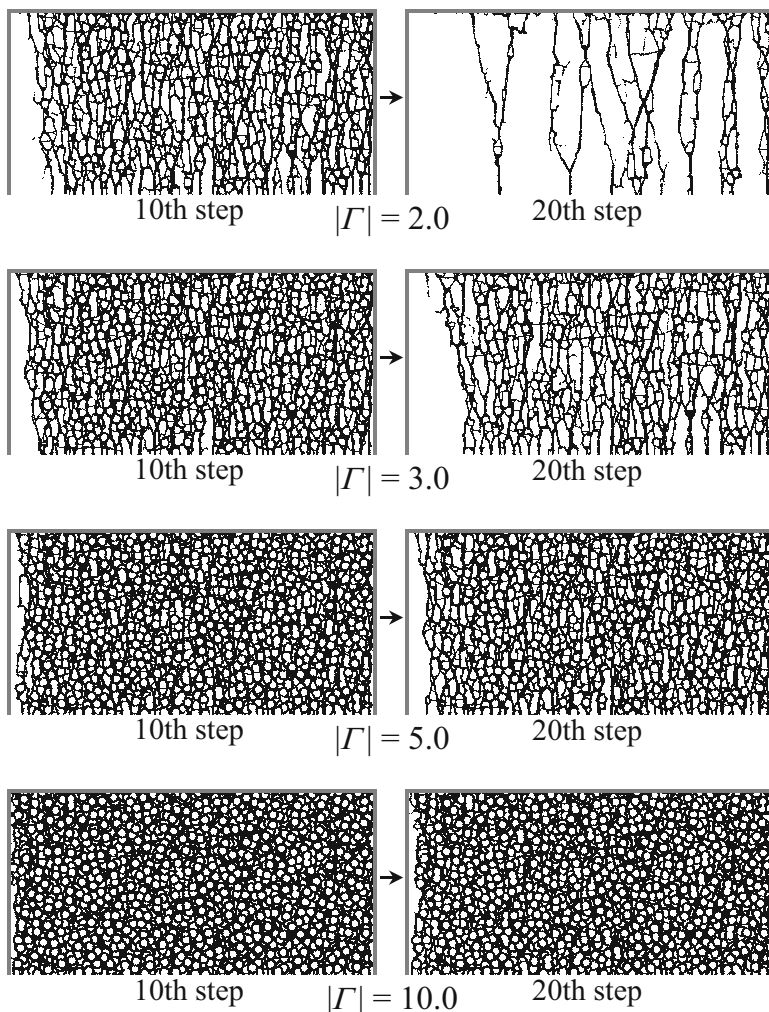 10th step
20th step
|Γ| = 2.0
10th step
20th step
|Γ| = 3.0
10th step
20th step
|Γ| = 5.0
10th step
20th step
|Γ| = 10.0